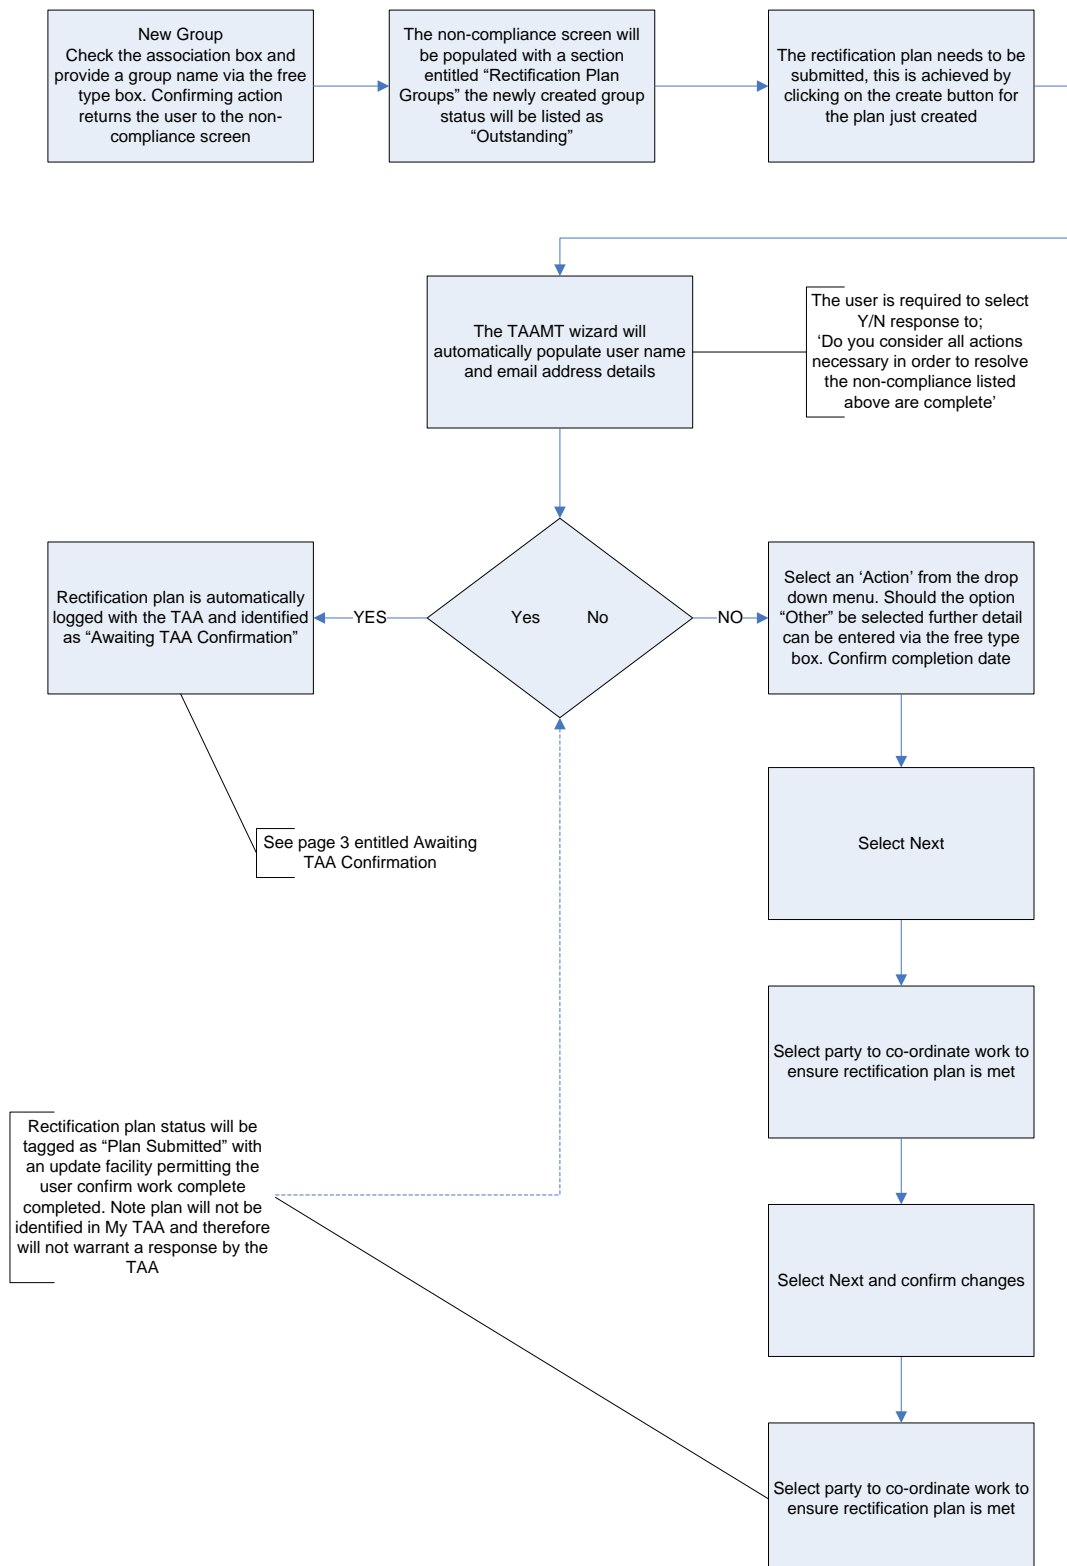 New Group
Check the association box and
provide a group name via the free
type box. Confirming action
returns the user to the non-
compliance screen
The non-compliance screen will
be populated with a section
entitled “Rectification Plan
Groups” the newly created group
status will be listed as
“Outstanding”
The rectification plan needs to be
submitted, this is achieved by
clicking on the create button for
the plan just created
The TAAMT wizard will
automatically populate user name
and email address details
The user is required to select
Y/N response to;
‘Do you consider all actions
necessary in order to resolve
the non-compliance listed
above are complete’
Rectification plan is automatically
logged with the TAA and identified
as “Awaiting TAA Confirmation”
YES
Yes No
NO
Select an ‘Action’ from the drop
down menu. Should the option
“Other” be selected further detail
can be entered via the free type
box. Confirm completion date
See page 3 entitled Awaiting
TAA Confirmation
Select Next
Select party to co-ordinate work to
ensure rectification plan is met
Rectification plan status will be
tagged as “Plan Submitted” with
an update facility permitting the
user confirm work complete
completed. Note plan will not be
identified in My TAA and therefore
will not warrant a response by the
TAA
Select Next and confirm changes
Select party to co-ordinate work to
ensure rectification plan is met